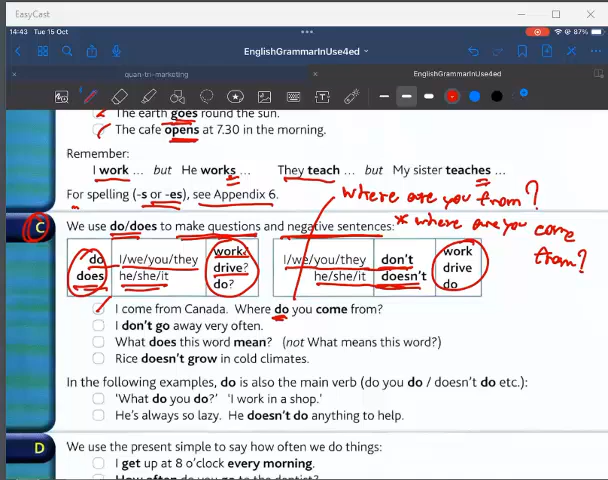 EasyCast
14:43 Tue 15 Oct
87%
EnglishGrammarInUse4ed
quan-tri-marketing
EnglishGrammarInUse4ed
The earth goes round the sun.
The cafe opens at 7.30 in the morning.
Remember:
I work … but He works … They teach … but My sister teaches …
For spelling (-s or -es), see Appendix 6.
where are you from?
C
We use do/does to make questions and negative sentences:
* where are you come from?
do I/we/you/they work?
does he/she/it drive?
do?
I/we/you/they don't work
he/she/it doesn't drive
do
I come from Canada. Where do you come from?
I don't go away very often.
What does this word mean? (not What means this word?)
Rice doesn't grow in cold climates.
In the following examples, do is also the main verb (do you do / doesn't do etc.):
'What do you do?' 'I work in a shop.'
He's always so lazy. He doesn't do anything to help.
D
We use the present simple to say how often we do things:
I get up at 8 o'clock every morning.
How often do you go to the dentist?